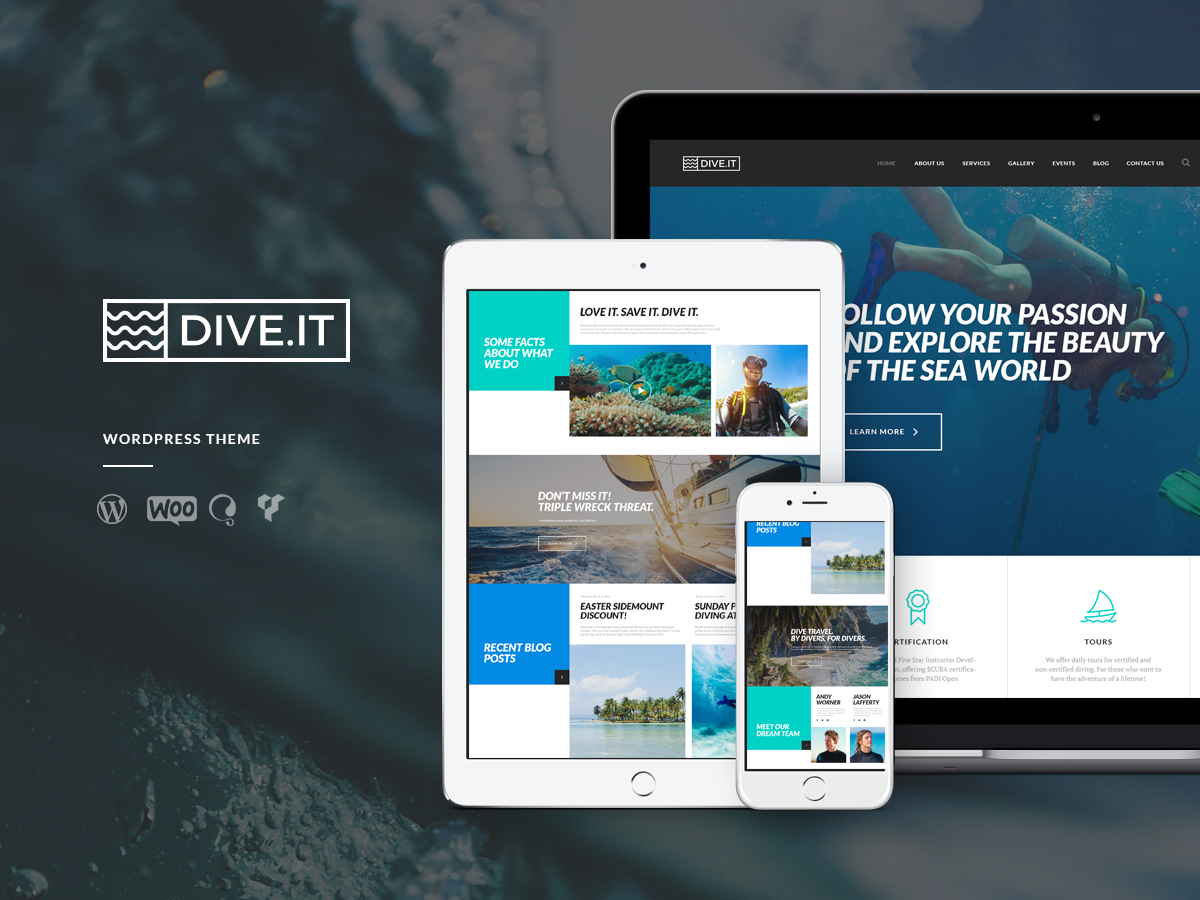 DIVE.IT
WORDPRESS THEME
WOO
DIVE.IT
HOME ABOUT US SERVICES GALLERY EVENTS BLOG CONTACT US
OLLOW YOUR PASSION
ND EXPLORE THE BEAUTY
F THE SEA WORLD
LEARN MORE
RTIFICATION
Five Star Instructor Devel-
er, offering SCUBA certifica-
from PADI Open
TOURS
We offer daily tours for certified and
non-certified diving. For those who want to
have the adventure of a lifetime!
SOME FACTS
ABOUT WHAT
WE DO
LOVE IT. SAVE IT. DIVE IT.
DON'T MISS IT!
TRIPLE WRECK THREAT.
RECENT BLOG
POSTS
EASTER SIDEMOUNT
DISCOUNT!
SUNDAY F
DIVING AT
RECENT BLOG
POSTS
DIVE TRAVEL.
BY DIVERS, FOR DIVERS.
MEET OUR
DREAM TEAM
ANDY
WORNER
JASON
LAFFERTY